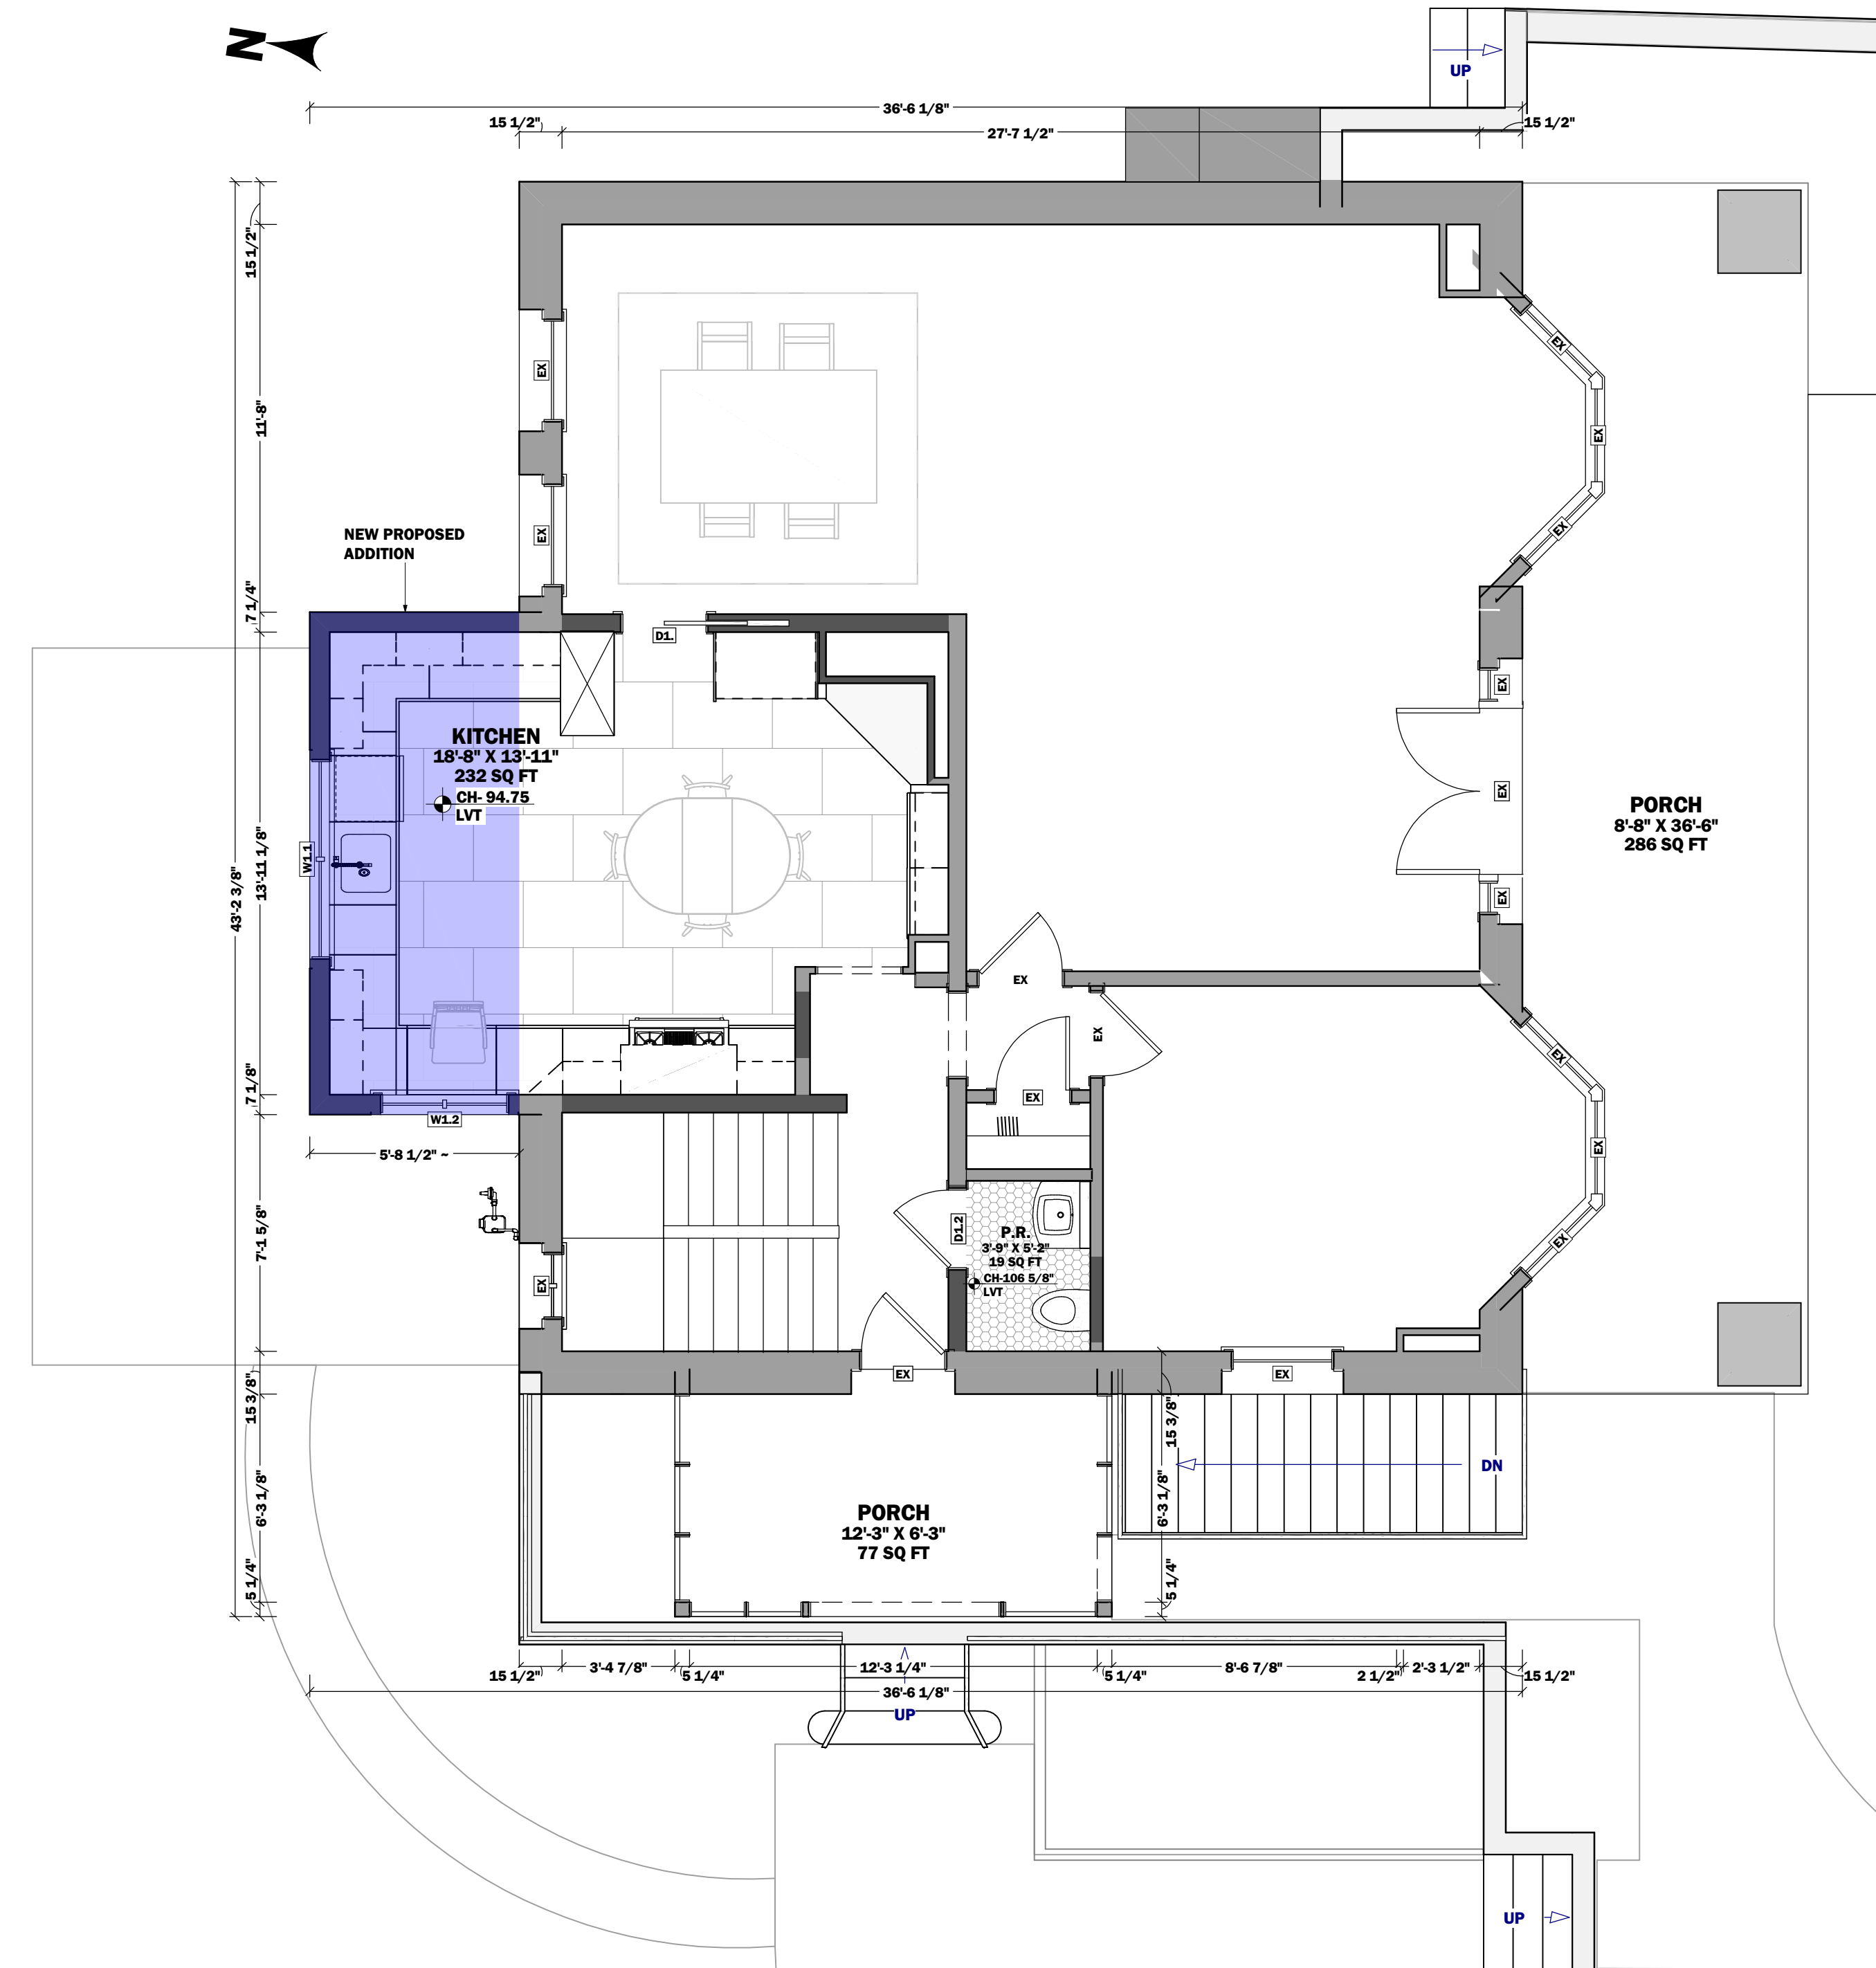 N
UP
36'-6 1/8"
15 1/2"
27'-7 1/2"
15 1/2"
15 1/2"
11'-8"
7 1/4"
13'-11 1/8"
43'-2 3/8"
7 1/8"
7'-1 5/8"
15 3/8"
6'-3 1/8"
5 1/4"
EX
EX
EX
EX
EX
NEW PROPOSED
ADDITION
D1.
KITCHEN
18'-8" X 13'-11"
232 SQ FT
CH- 94.75
LVT
W1.1
W1.2
5'-8 1/2" ~
EX
EX
EX
PORCH
8'-8" X 36'-6"
286 SQ FT
EX
EX
EX
EX
EX
EX
D1.2
P.R.
3'-9" X 5'-2"
19 SQ FT
CH-106 5/8"
LVT
EX
EX
EX
15 3/8"
6'-3 1/8"
5 1/4"
DN
PORCH
12'-3" X 6'-3"
77 SQ FT
15 1/2"
3'-4 7/8"
5 1/4"
12'-3 1/4"
5 1/4"
8'-6 7/8"
2 1/2"
2'-3 1/2"
15 1/2"
36'-6 1/8"
UP
UP